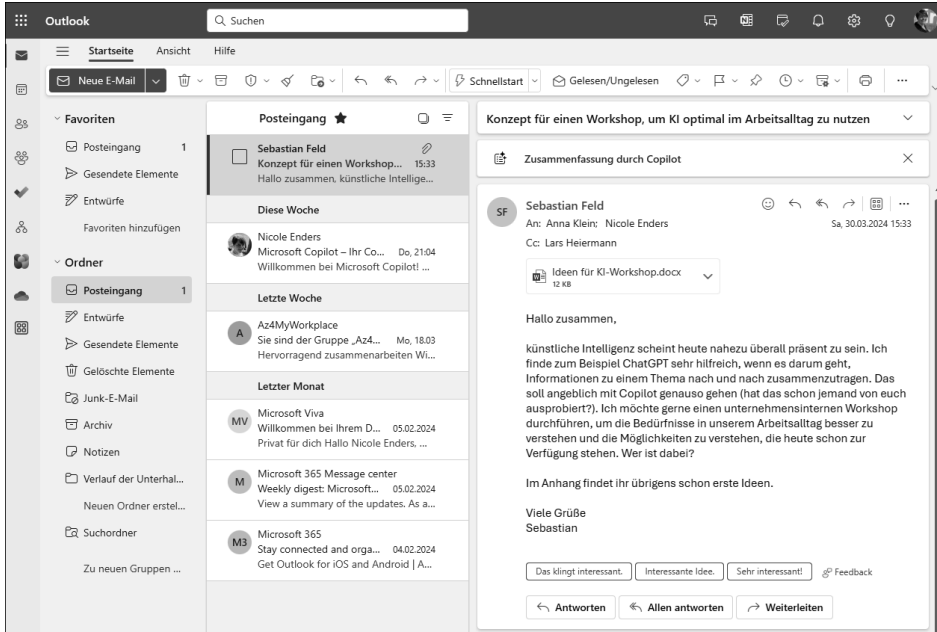 Outlook
Suchen
Startseite Ansicht Hilfe
Neue E-Mail Schnellstart Gelesen/Ungelesen
Favoriten
Posteingang 1
Gesendete Elemente
Entwürfe
Favoriten hinzufügen
Ordner
Posteingang 1
Entwürfe
Gesendete Elemente
Gelöschte Elemente
Junk-E-Mail
Archiv
Notizen
Verlauf der Unterhal...
Neuen Ordner erstel...
Suchordner
Zu neuen Gruppen ...
Posteingang
Sebastian Feld
Konzept für einen Workshop... 15:33
Hallo zusammen, künstliche Intellige...
Diese Woche
Nicole Enders
Microsoft Copilot – Ihr Co... Do, 21:04
Willkommen bei Microsoft Copilot! ...
Letzte Woche
A
Az4MyWorkplace
Sie sind der Gruppe „Az4... Mo, 18.03
Hervorragend zusammenarbeiten Wi...
Letzter Monat
MV
Microsoft Viva
Willkommen bei Ihrem D... 05.02.2024
Privat für dich Hallo Nicole Enders, ...
M
Microsoft 365 Message center
Weekly digest: Microsoft... 05.02.2024
View a summary of the updates. As a...
M3
Microsoft 365
Stay connected and orga... 04.02.2024
Get Outlook for iOS and Android | A...
Konzept für einen Workshop, um KI optimal im Arbeitsalltag zu nutzen
Zusammenfassung durch Copilot
SF
Sebastian Feld
An: Anna Klein; Nicole Enders Sa, 30.03.2024 15:33
Cc: Lars Heiermann
Ideen für KI-Workshop.docx
12 KB
Hallo zusammen,
künstliche Intelligenz scheint heute nahezu überall präsent zu sein. Ich
finde zum Beispiel ChatGPT sehr hilfreich, wenn es darum geht,
Informationen zu einem Thema nach und nach zusammenzutragen. Das
soll angeblich mit Copilot genauso gehen (hat das schon jemand von euch
ausprobiert?). Ich möchte gerne einen unternehmensinternen Workshop
durchführen, um die Bedürfnisse in unserem Arbeitsalltag besser zu
verstehen und die Möglichkeiten zu verstehen, die heute schon zur
Verfügung stehen. Wer ist dabei?
Im Anhang findet ihr übrigens schon erste Ideen.
Viele Grüße
Sebastian
Das klingt interessant. Interessante Idee. Sehr interessant! Feedback
Antworten Allen antworten Weiterleiten